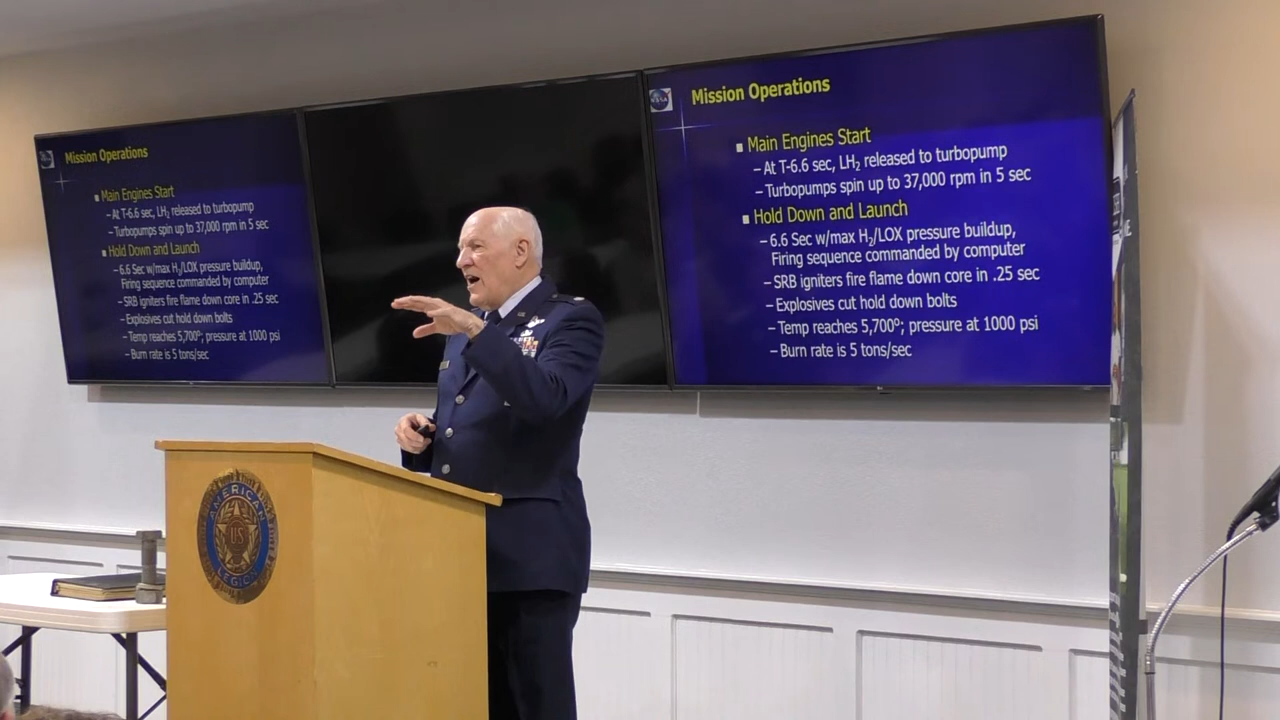 Mission Operations
■ Main Engines Start
– At T-6.6 sec, LH₂ released to turbopump
– Turbopumps spin up to 37,000 rpm in 5 sec
■ Hold Down and Launch
– 6.6 Sec w/max H₂/LOX pressure buildup,
Firing sequence commanded by computer
– SRB igniters fire flame down core in .25 sec
– Explosives cut hold down bolts
– Temp reaches 5,700º; pressure at 1000 psi
– Burn rate is 5 tons/sec
NASA
Mission Operations
■ Main Engines Start
– At T-6.6 sec, LH₂ released to turbopump
– Turbopumps spin up to 37,000 rpm in 5 sec
■ Hold Down and Launch
– 6.6 Sec w/max H₂/LOX pressure buildup,
Firing sequence commanded by computer
– SRB igniters fire flame down core in .25 sec
– Explosives cut hold down bolts
– Temp reaches 5,700º; pressure at 1000 psi
– Burn rate is 5 tons/sec
AMERICAN
US
LEGION